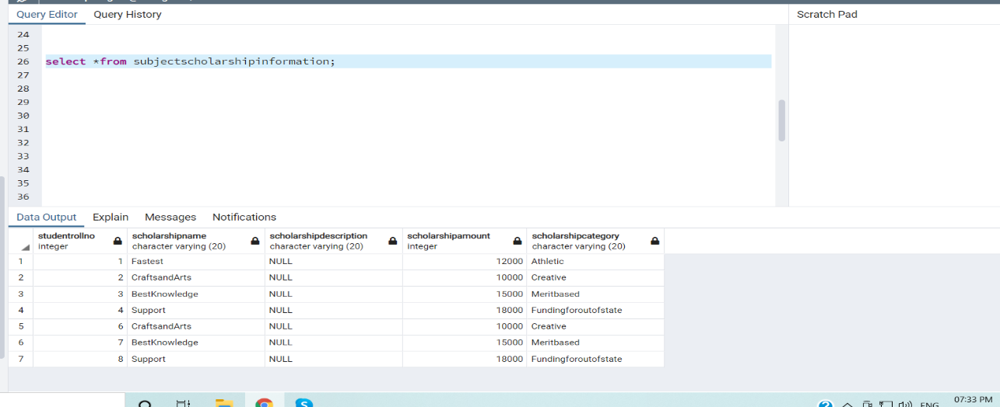 Query Editor Query History
Scratch Pad
24
25
26 select *from subjectscholarshipinformation;
27
28
29
30
31
32
33
34
35
36
Data Output Explain Messages Notifications
studentrollno scholarshipname scholarshipdescription scholarshipamount scholarshipcategory
integer character varying (20) character varying (20) integer character varying (20)
1 1 Fastest NULL 12000 Athletic
2 2 CraftsandArts NULL 10000 Creative
3 3 BestKnowledge NULL 15000 Meritbased
4 4 Support NULL 18000 Fundingforoutofstate
5 6 CraftsandArts NULL 10000 Creative
6 7 BestKnowledge NULL 15000 Meritbased
7 8 Support NULL 18000 Fundingforoutofstate
ENG 07:33 PM